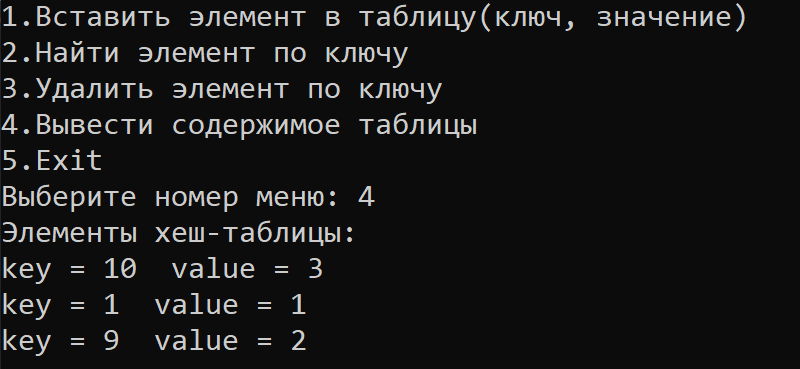 1.Вставить элемент в таблицу(ключ, значение)
2.Найти элемент по ключу
3.Удалить элемент по ключу
4.Вывести содержимое таблицы
5.Exit
Выберите номер меню: 4
Элементы хеш-таблицы:
key = 10  value = 3
key = 1  value = 1
key = 9  value = 2